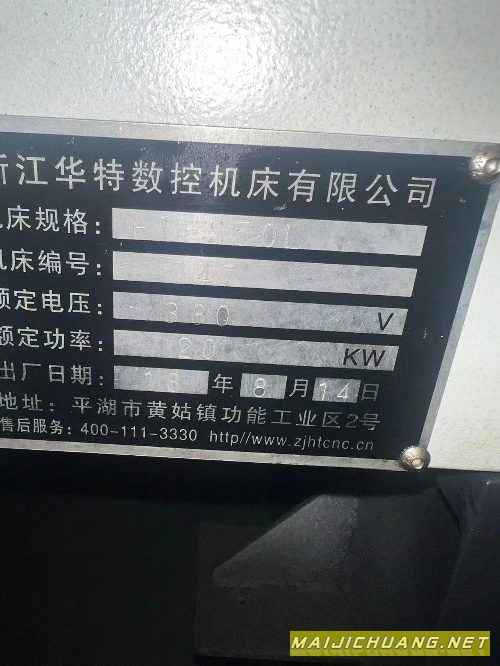 浙江华特数控机床有限公司
机床规格:
机床编号:
额定电压: 380 V
额定功率: 20 KW
出厂日期: 18 年 8 月 14 日
地址: 平湖市黄姑镇功能工业区2号
售后服务: 400-111-3330 http//www.zjhtcnc.cn
MAIJICHUANG.NET